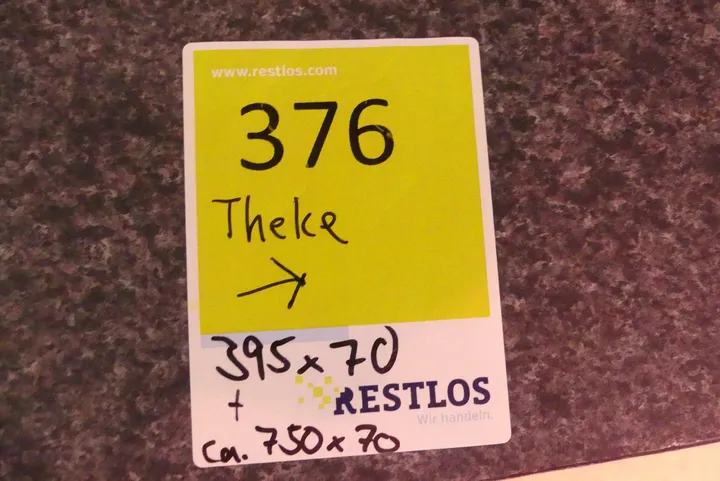 www.restlos.com
376
Theke
→
395 x 70
RESTLOS
+
Wir handeln.
ca. 750 x 70